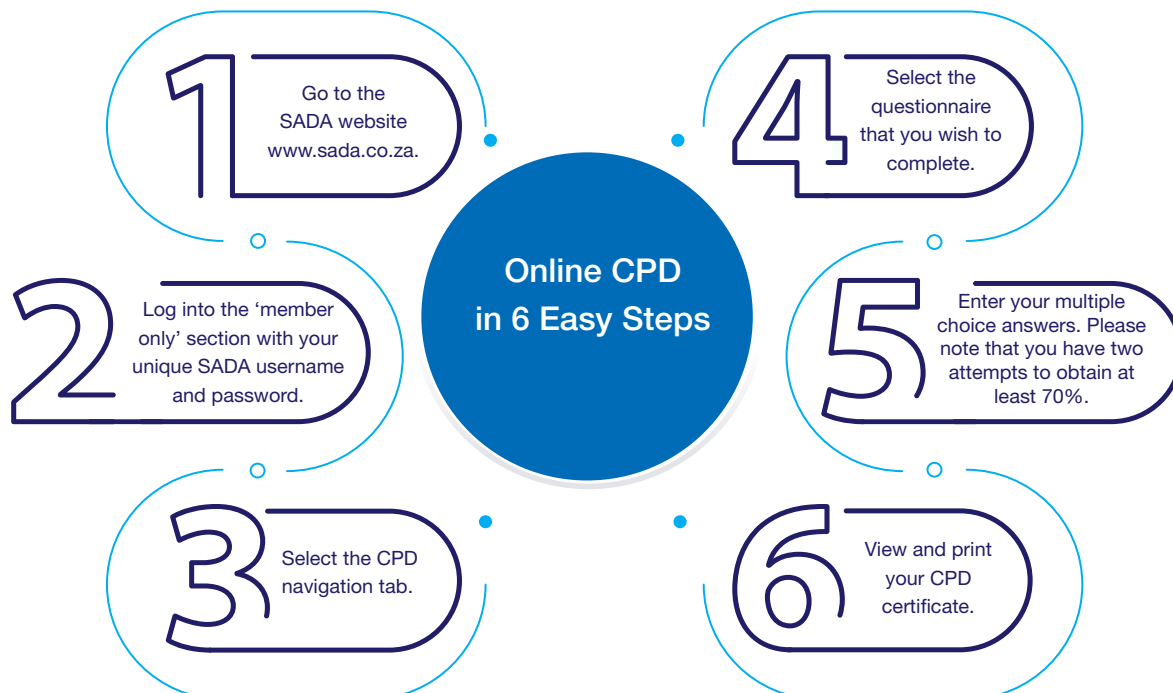 Online CPD
in 6 Easy Steps
1
Go to the
SADA website
www.sada.co.za.
2
Log into the ‘member
only’ section with your
unique SADA username
and password.
3
Select the CPD
navigation tab.
4
Select the
questionnaire
that you wish to
complete.
5
Enter your multiple
choice answers. Please
note that you have two
attempts to obtain at
least 70%.
6
View and print
your CPD
certificate.